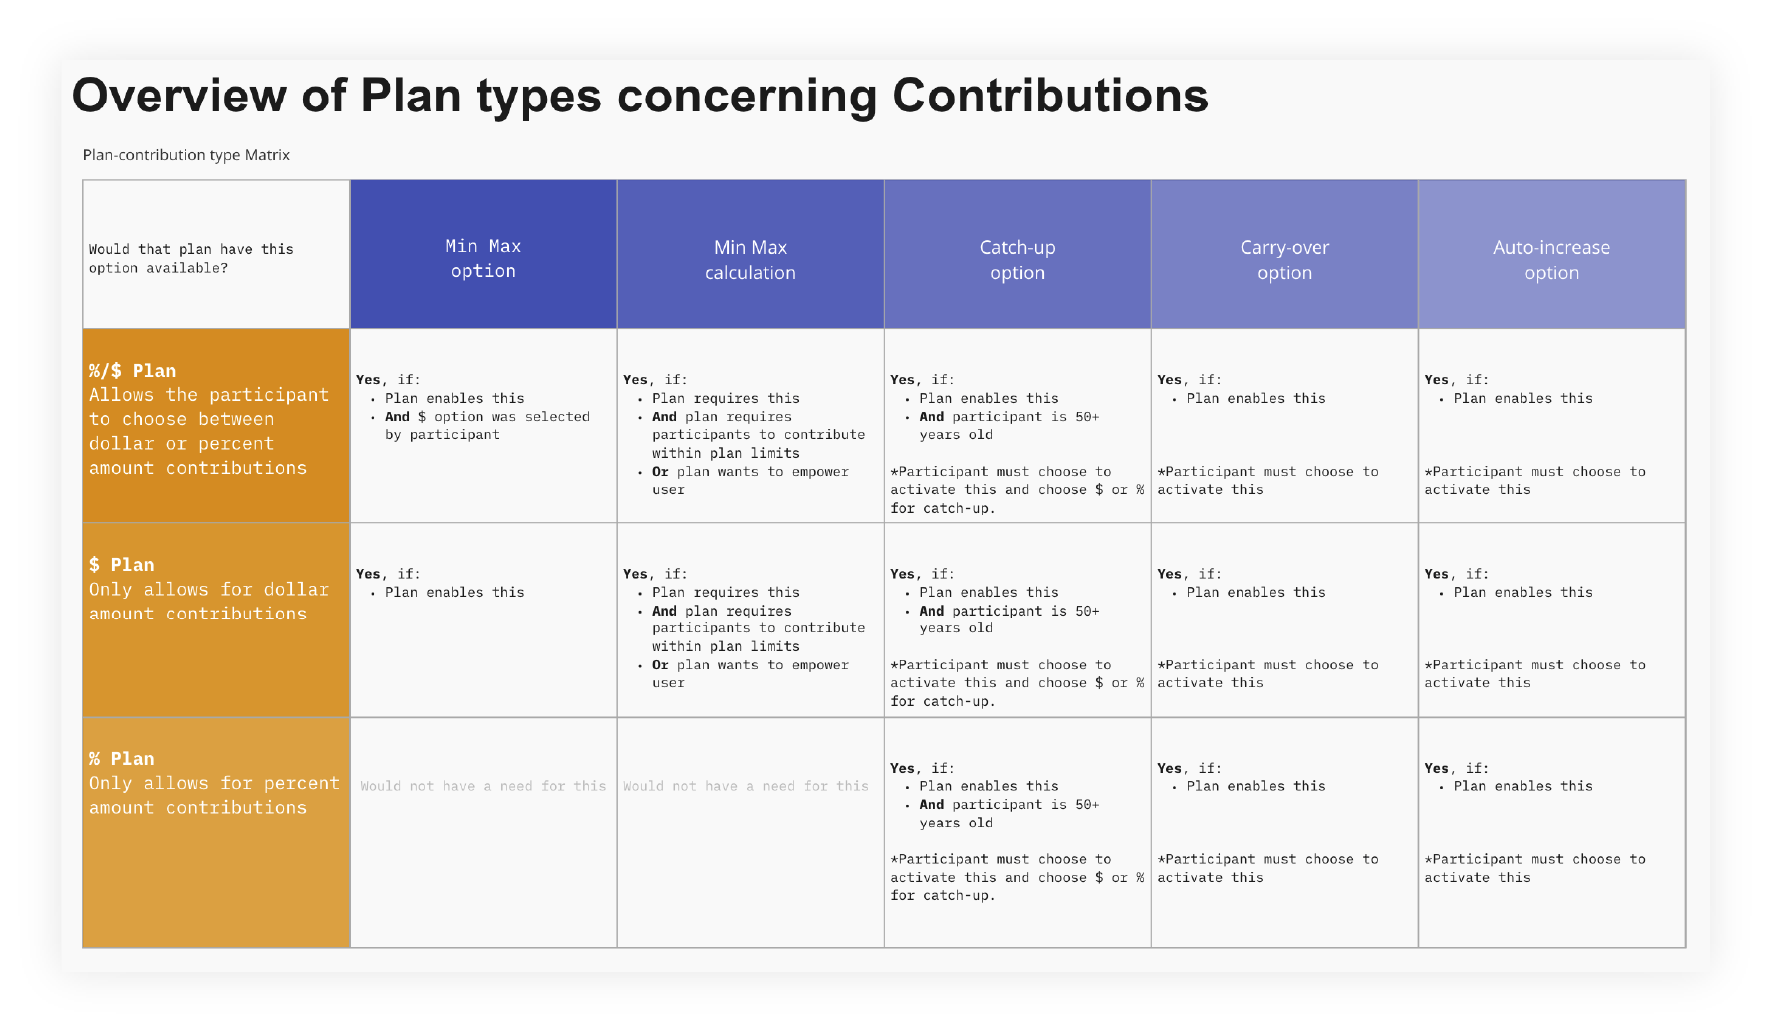 Overview of Plan types concerning Contributions
Plan-contribution type Matrix
Would that plan have this
option available?
Min Max
option
Min Max
calculation
Catch-up
option
Carry-over
option
Auto-increase
option
%/$ Plan
Allows the participant
to choose between
dollar or percent
amount contributions
Yes, if:
• Plan enables this
• And $ option was selected
by participant
Yes, if:
• Plan requires this
• And plan requires
participants to contribute
within plan limits
• Or plan wants to empower
user
Yes, if:
• Plan enables this
• And participant is 50+
years old
*Participant must choose to
activate this and choose $ or %
for catch-up.
Yes, if:
• Plan enables this
*Participant must choose to
activate this
Yes, if:
• Plan enables this
*Participant must choose to
activate this
$ Plan
Only allows for dollar
amount contributions
Yes, if:
• Plan enables this
Yes, if:
• Plan requires this
• And plan requires
participants to contribute
within plan limits
• Or plan wants to empower
user
Yes, if:
• Plan enables this
• And participant is 50+
years old
*Participant must choose to
activate this and choose $ or %
for catch-up.
Yes, if:
• Plan enables this
*Participant must choose to
activate this
Yes, if:
• Plan enables this
*Participant must choose to
activate this
% Plan
Only allows for percent
amount contributions
Would not have a need for this
Would not have a need for this
Yes, if:
• Plan enables this
• And participant is 50+
years old
*Participant must choose to
activate this and choose $ or %
for catch-up.
Yes, if:
• Plan enables this
*Participant must choose to
activate this
Yes, if:
• Plan enables this
*Participant must choose to
activate this